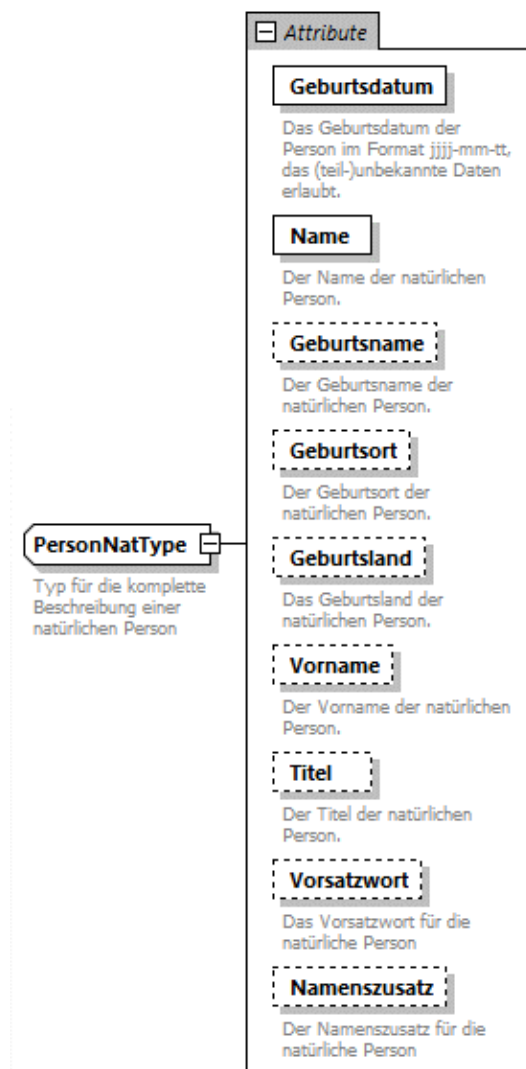 Attribute
Geburtsdatum
Das Geburtsdatum der
Person im Format jjjj-mm-tt,
das (teil-)unbekannte Daten
erlaubt.
Name
Der Name der natürlichen
Person.
Geburtsname
Der Geburtsname der
natürlichen Person.
Geburtsort
Der Geburtsort der
natürlichen Person.
PersonNatType
Typ für die komplette
Beschreibung einer
natürlichen Person
Geburtsland
Das Geburtsland der
natürlichen Person.
Vorname
Der Vorname der natürlichen
Person.
Titel
Der Titel der natürlichen
Person.
Vorsatzwort
Das Vorsatzwort für die
natürliche Person
Namenszusatz
Der Namenszusatz für die
natürliche Person